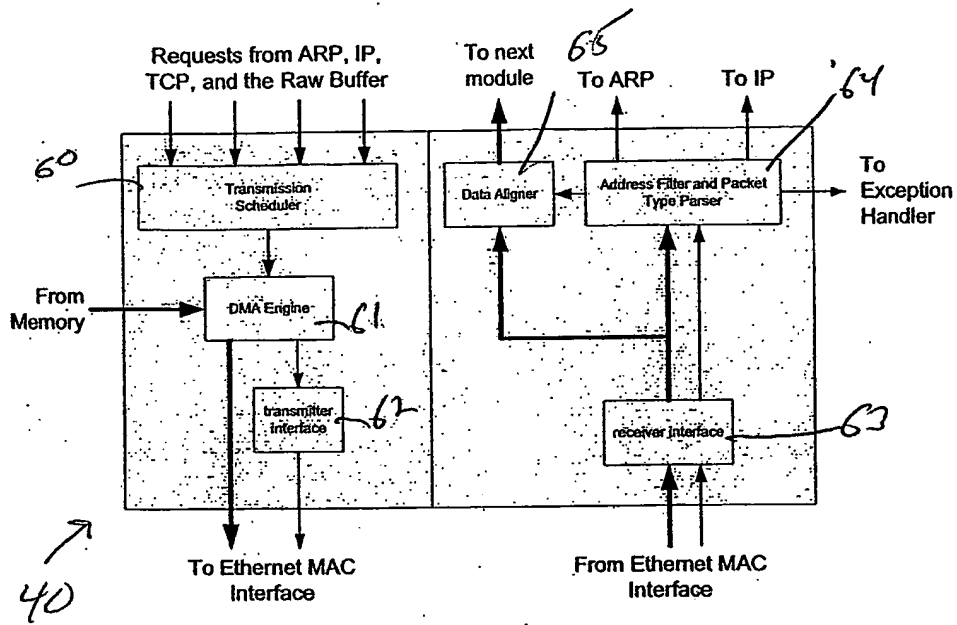 Requests from ARP, IP,
TCP, and the Raw Buffer
To next
module
65
To ARP
To IP
64
60
Transmission
Scheduler
Data Aligner
Address Filter and Packet
Type Parser
To
Exception
Handler
From
Memory
DMA Engine
61
transmitter
interface
62
receiver interface
63
40
To Ethernet MAC
Interface
From Ethernet MAC
Interface